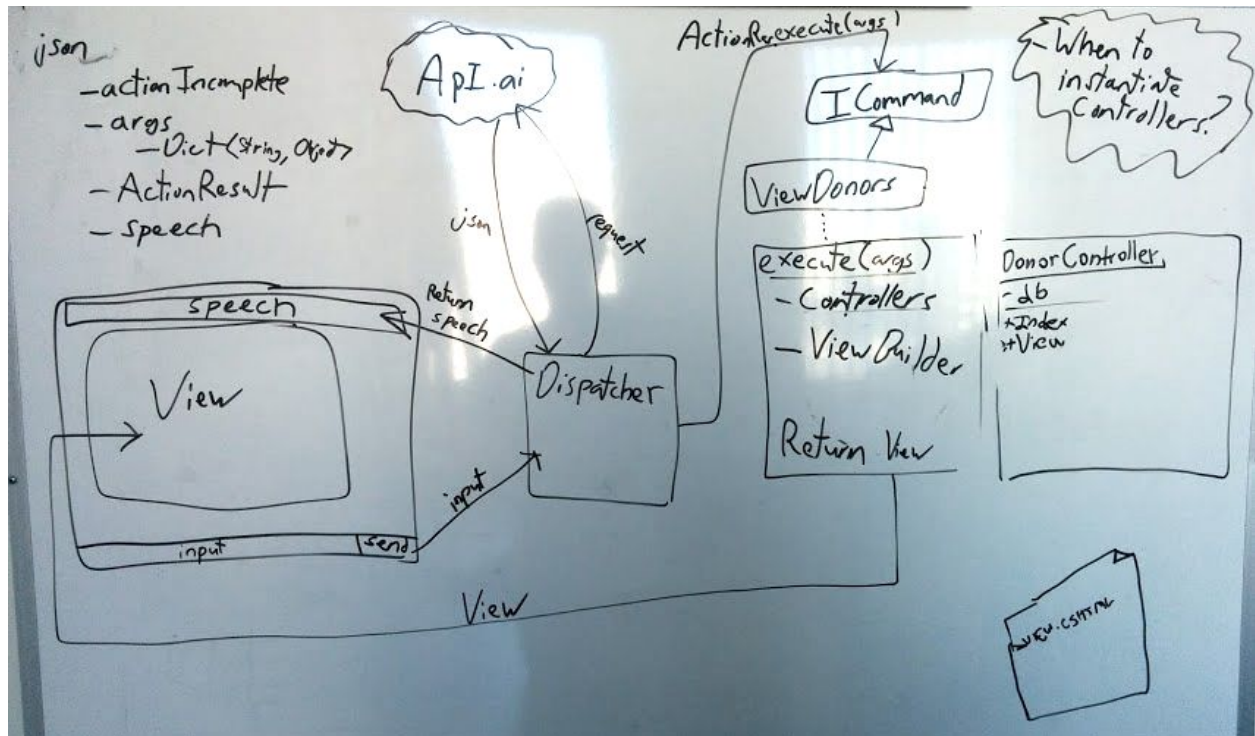 json
- actionIncomplete
- args
- Dict<String, Object>
- ActionResult
- speech
ApI.ai
json
request
Return
speech
speech
View
input
send
input
Dispatcher
View
execute(args)
ICommand
ViewDonors
execute(args)
- Controllers
- ViewBuilder
Return View
- When to
Controllers?
DonorController
- db
+Index
+View
VIEW.CSHTML